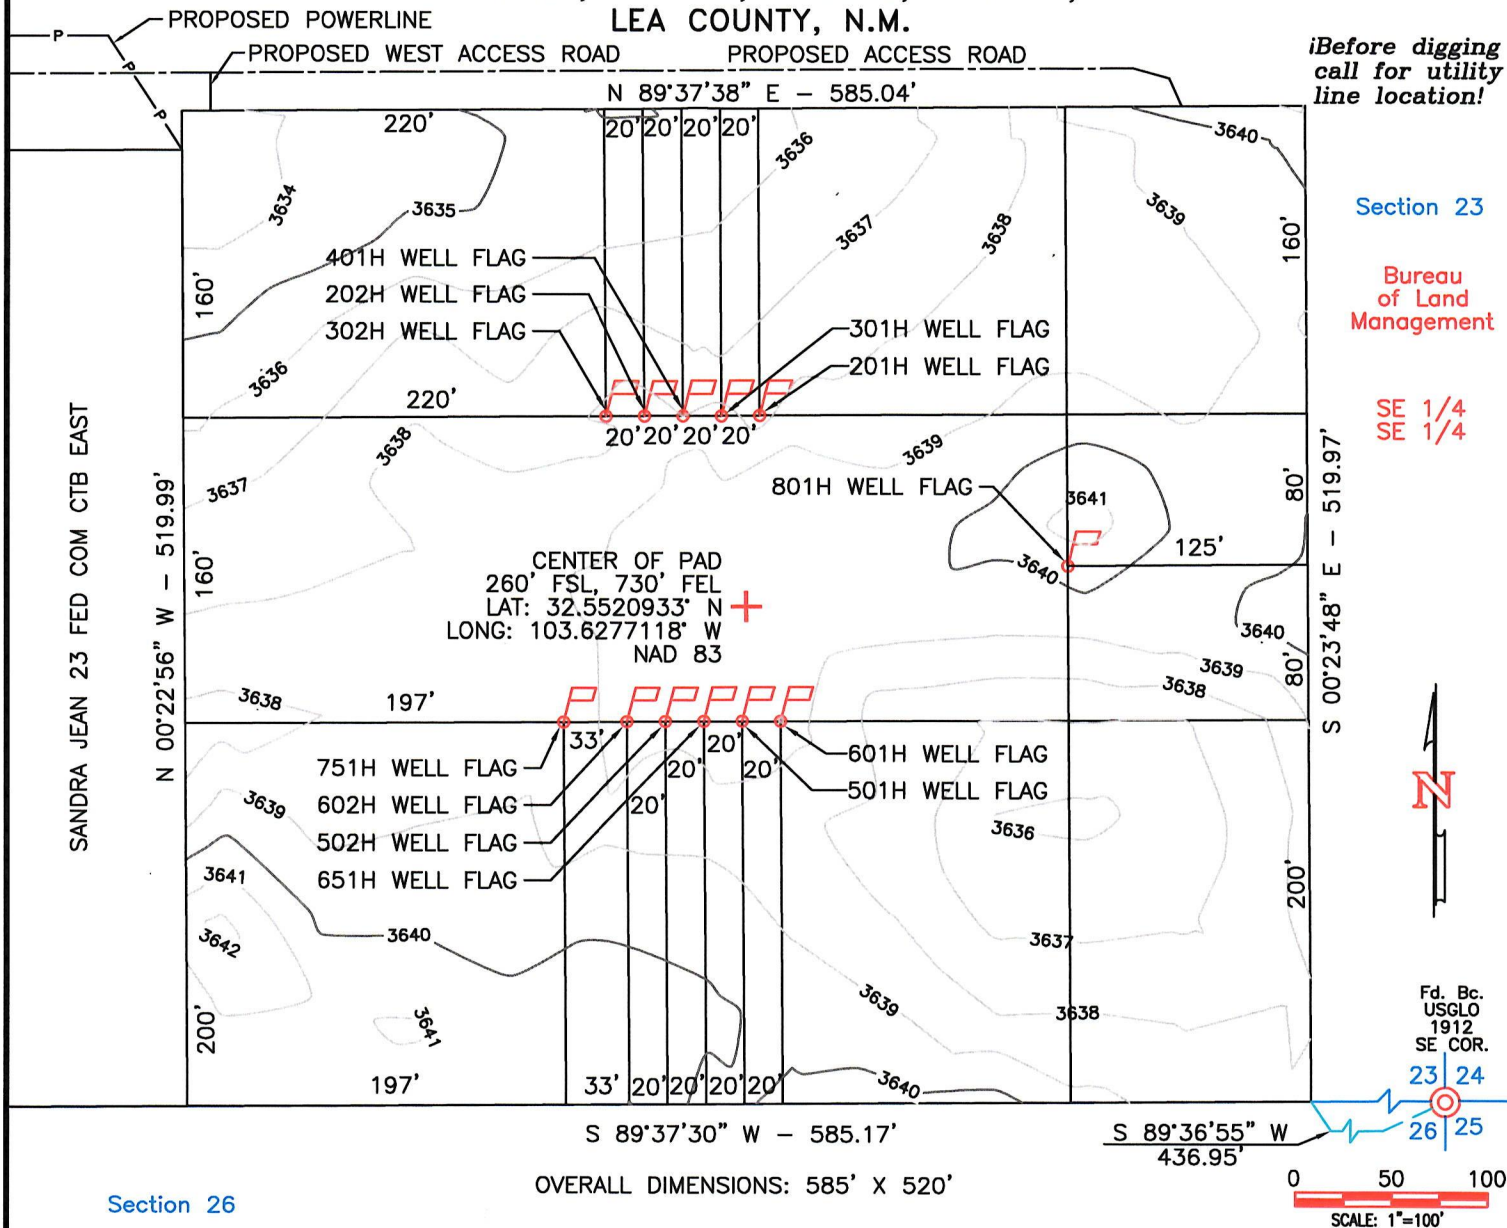 LEA COUNTY, N.M.
PROPOSED POWERLINE
P
P
P
PROPOSED WEST ACCESS ROAD
PROPOSED ACCESS ROAD
¡Before digging
call for utility
line location!
N 89°37'38" E – 585.04'
220'
20' 20' 20' 20'
3636
3640
3634
3635
3637
3638
3639
160'
160'
Section 23
Bureau
of Land
Management
SE 1/4
SE 1/4
401H WELL FLAG
202H WELL FLAG
302H WELL FLAG
301H WELL FLAG
201H WELL FLAG
3636
220'
20' 20' 20' 20'
3638
3639
3637
801H WELL FLAG
3641
80'
125'
3640
SANDRA JEAN 23 FED COM CTB EAST
N 00°22'56" W – 519.99'
160'
S 00°23'48" E – 519.97'
CENTER OF PAD
260' FSL, 730' FEL
LAT: 32.5520933° N
LONG: 103.6277118° W
NAD 83
3640
3639
3638
80'
3638
197'
33'
20'
20'
20'
20'
751H WELL FLAG
602H WELL FLAG
502H WELL FLAG
651H WELL FLAG
601H WELL FLAG
501H WELL FLAG
N
3639
3636
3641
3642
3640
3637
200'
3639
3638
3641
200'
3640
197'
33' 20' 20' 20' 20'
Fd. Bc.
USGLO
1912
SE COR.
23 24
26 25
S 89°37'30" W – 585.17'
S 89°36'55" W
436.95'
OVERALL DIMENSIONS: 585' X 520'
Section 26
0 50 100
SCALE: 1"=100'